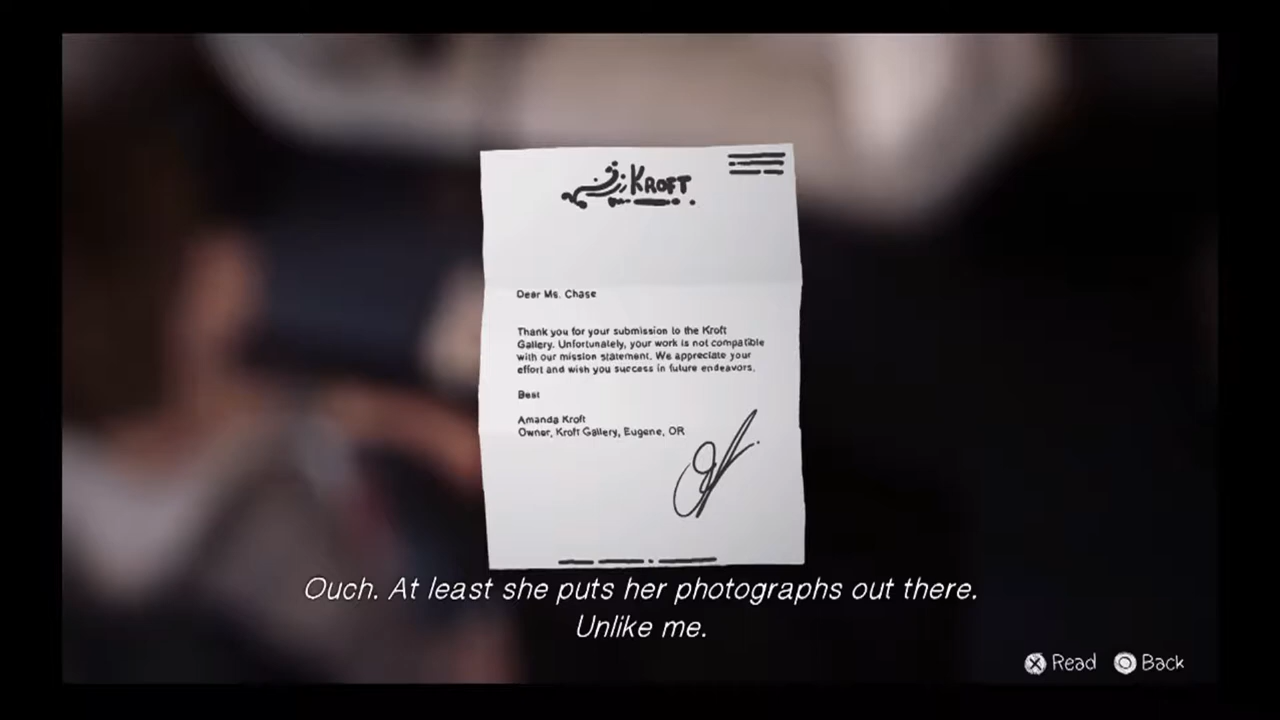 KROFT
Dear Ms. Chase
Thank you for your submission to the Kroft
Gallery. Unfortunately, your work is not compatible
with our mission statement. We appreciate your
effort and wish you success in future endeavors.
Best
Amanda Kroft
Owner, Kroft Gallery, Eugene, OR
Ouch. At least she puts her photographs out there.
Unlike me.
Read Back